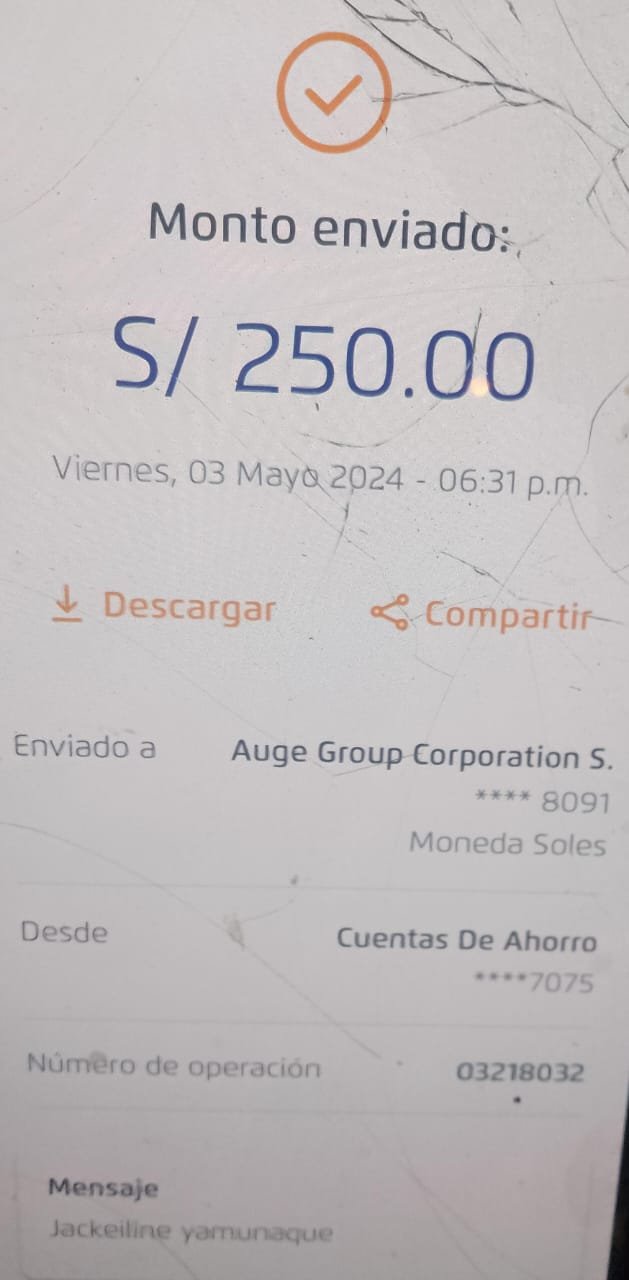 Monto enviado:
S/ 250.00
Viernes, 03 Mayo 2024 - 06:31 p.m.
Descargar Compartir
Enviado a Auge Group Corporation S.
**** 8091
Moneda Soles
Desde Cuentas De Ahorro
****7075
Número de operación 03218032
Mensaje
Jackeiline yamunaque